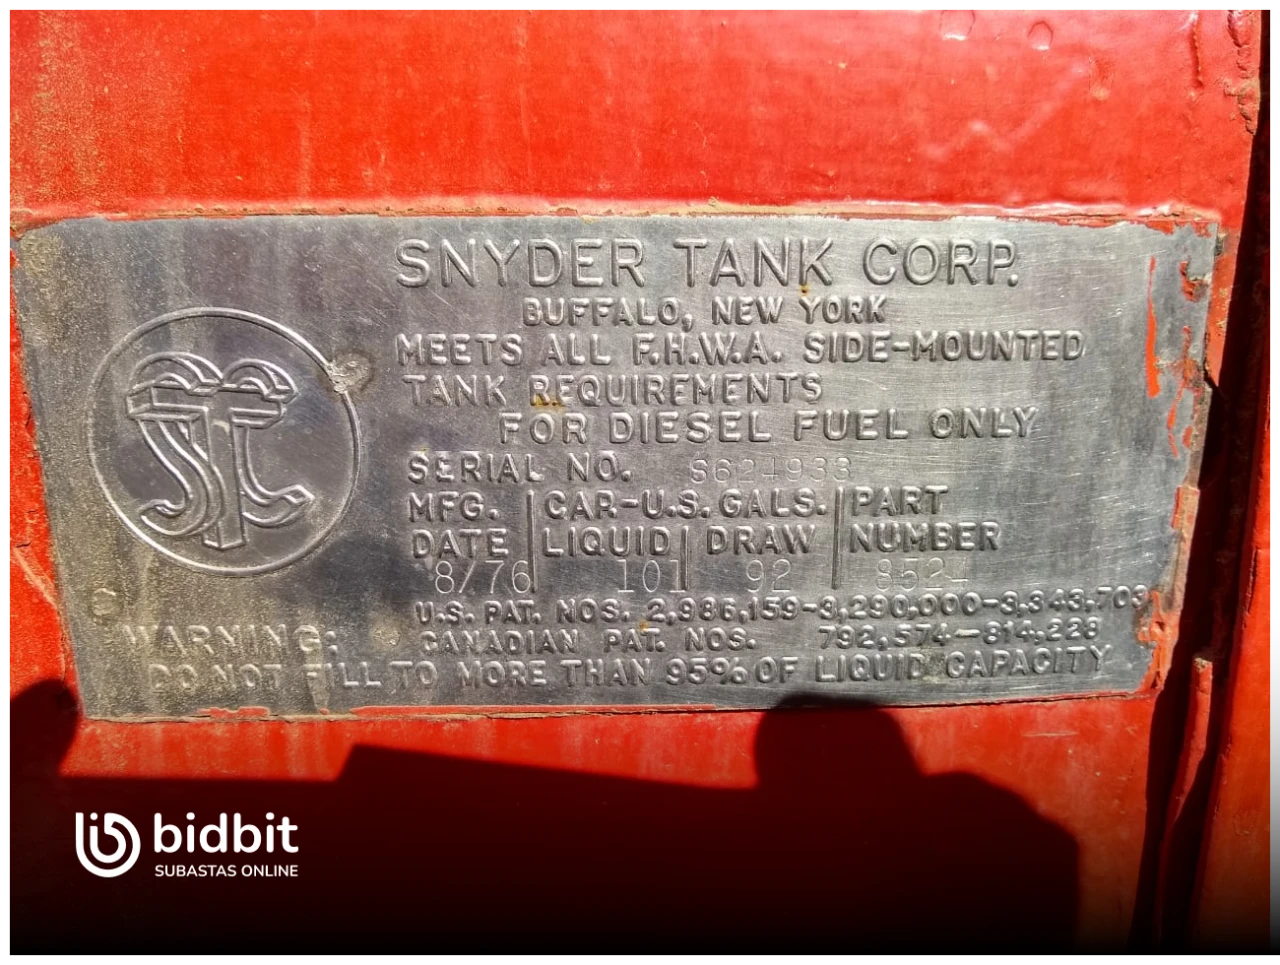 SNYDER TANK CORP.
BUFFALO, NEW YORK
MEETS ALL F.H.W.A. SIDE-MOUNTED
TANK REQUIREMENTS
FOR DIESEL FUEL ONLY
SERIAL NO. S624933
MFG. CAP.-U.S. GALS. PART
DATE LIQUID DRAW NUMBER
8/76 101 92
U.S. PAT. NOS. 2,986,159-3,290,000-3,343,703
WARNING: CANADIAN PAT. NOS. 792,574-814,228
DO NOT FILL TO MORE THAN 95% OF LIQUID CAPACITY
STC
bidbit
SUBASTAS ONLINE